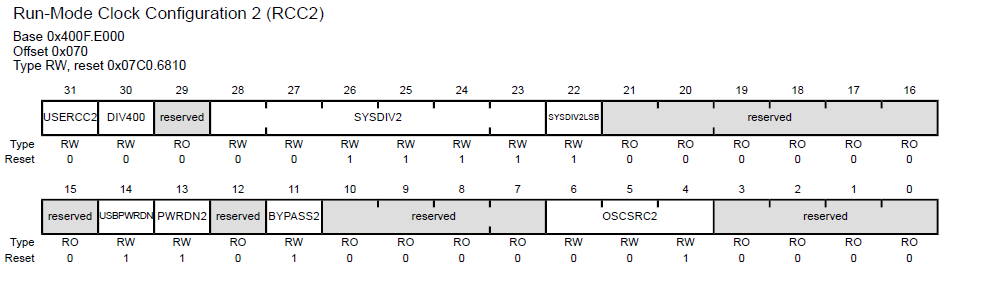 Run-Mode Clock Configuration 2 (RCC2)
Base 0x400F.E000
Offset 0x070
Type RW, reset 0x07C0.6810
31 30 29 28 27 26 25 24 23 22 21 20 19 18 17 16
USERCC2 DIV400 reserved SYSDIV2 SYSDIV2LSB reserved
Type RW RW RO RW RW RW RW RW RW RW RO RO RO RO RO RO
Reset 0 0 0 0 0 1 1 1 1 1 0 0 0 0 0 0
15 14 13 12 11 10 9 8 7 6 5 4 3 2 1 0
reserved USBPWRDN PWRDN2 reserved BYPASS2 reserved OSCSRC2 reserved
Type RO RW RW RO RW RO RO RO RO RW RW RW RO RO RO RO
Reset 0 1 1 0 1 0 0 0 0 0 0 1 0 0 0 0